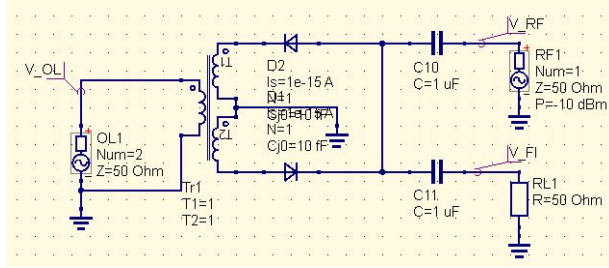 V_RF
V_OL
T1
D2
Is=1e-15 A
N=1
RF1
Num=1
Z=50 Ohm
P=-10 dBm
C10
C=1 uF
OL1
Num=2
Z=50 Ohm
T2
N=1
Cj0=10 fF
V_FI
Tr1
T1=1
T2=1
C11
C=1 uF
RL1
R=50 Ohm